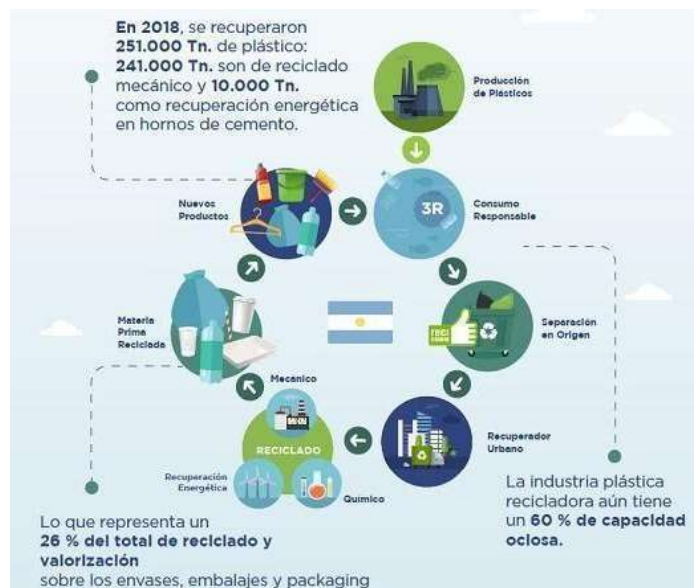 En 2018, se recuperaron
251.000 Tn. de plástico:
241.000 Tn. son de reciclado
mecánico y 10.000 Tn.
como recuperación energética
en hornos de cemento.
Producción
de Plásticos
Nuevos
Productos
3R
Consumo
Responsable
Materia
Prima
Reciclada
reci
Separación
en Origen
Mecánico
RECICLADO
Recuperación
Energética
Químico
Recuperador
Urbano
La industria plástica
recicladora aún tiene
un 60 % de capacidad
ociosa.
Lo que representa un
26 % del total de reciclado y
valorización
sobre los envases, embalajes y packaging